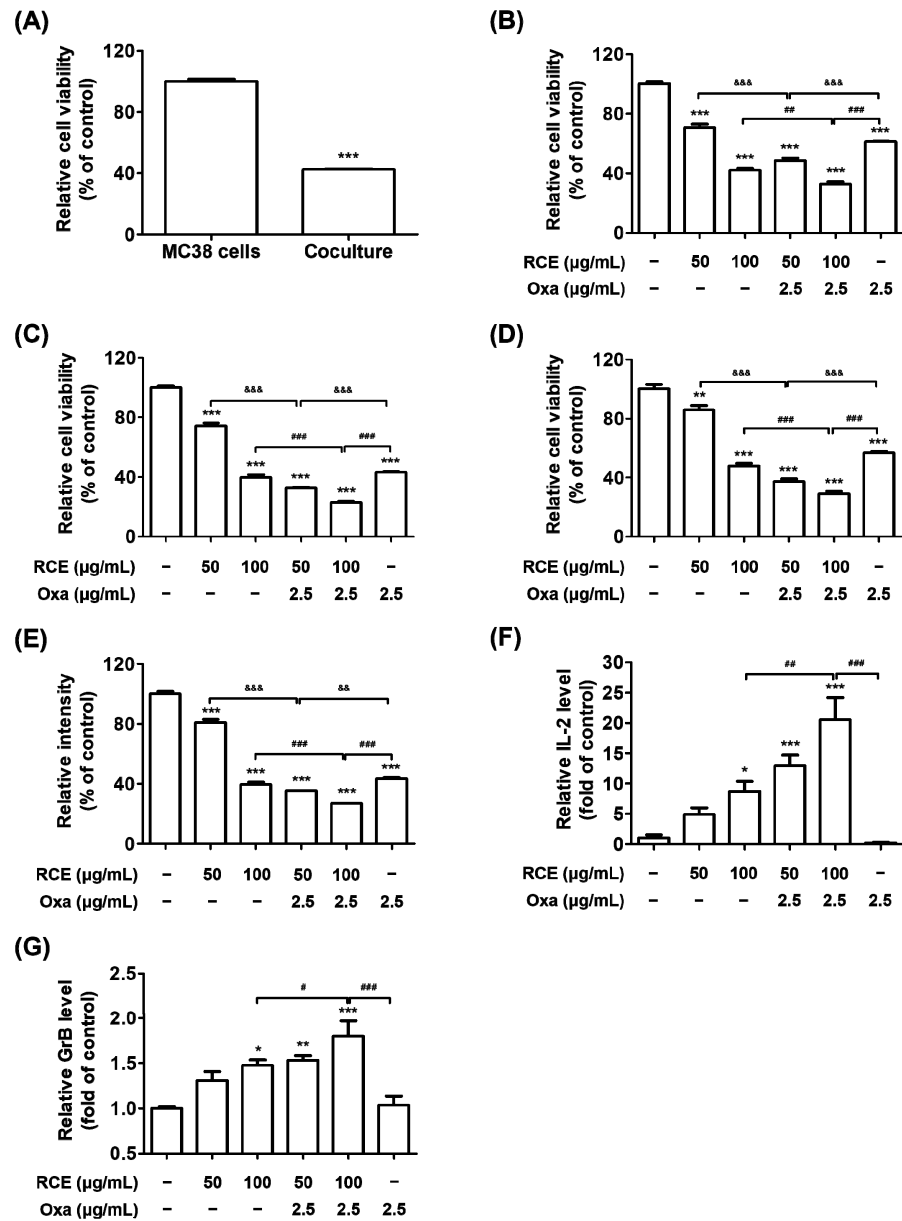 (A)
Relative cell viability
(% of control)
120
80
40
0
***
MC38 cells Coculture
(B)
Relative cell viability
(% of control)
120
80
40
0
&&& &&&
## ###
*** *** *** *** ***
RCE (µg/mL) – 50 100 50 100 –
Oxa (µg/mL) – – – 2.5 2.5 2.5
(C)
Relative cell viability
(% of control)
120
80
40
0
&&& &&&
### ###
*** *** *** *** ***
RCE (µg/mL) – 50 100 50 100 –
Oxa (µg/mL) – – – 2.5 2.5 2.5
(D)
Relative cell viability
(% of control)
120
80
40
0
&&& &&&
### ###
** *** *** *** ***
RCE (µg/mL) – 50 100 50 100 –
Oxa (µg/mL) – – – 2.5 2.5 2.5
(E)
Relative intensity
(% of control)
120
80
40
0
&&& &&
### ###
*** *** *** *** ***
RCE (µg/mL) – 50 100 50 100 –
Oxa (µg/mL) – – – 2.5 2.5 2.5
(F)
Relative IL-2 level
(fold of control)
30
25
20
15
10
5
0
## ###
* *** ***
RCE (µg/mL) – 50 100 50 100 –
Oxa (µg/mL) – – – 2.5 2.5 2.5
(G)
Relative GrB level
(fold of control)
2.5
2.0
1.5
1.0
0.5
# ###
* ** ***
RCE (µg/mL) – 50 100 50 100 –
Oxa (µg/mL) – – – 2.5 2.5 2.5